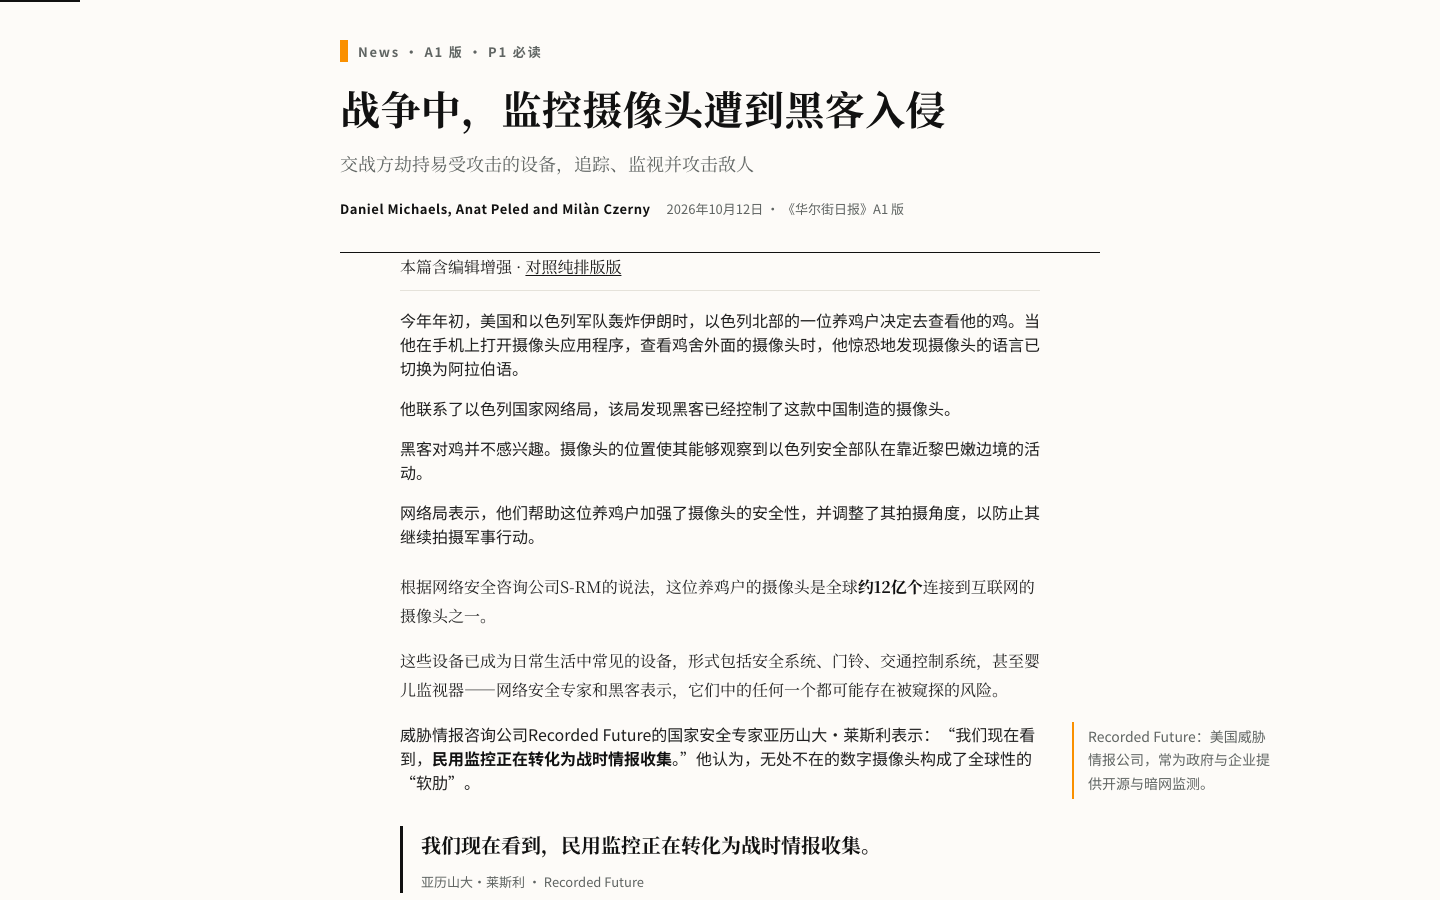 News · A1 版 · P1 必读
战争中，监控摄像头遭到黑客入侵
交战方劫持易受攻击的设备，追踪、监视并攻击敌人
Daniel Michaels, Anat Peled and Milàn Czerny 2026年10月12日 · 《华尔街日报》A1 版
本篇含编辑增强 · 对照纯排版版
今年年初，美国和以色列军队轰炸伊朗时，以色列北部的一位养鸡户决定去查看他的鸡。当
他在手机上打开摄像头应用程序，查看鸡舍外面的摄像头时，他惊恐地发现摄像头的语言已
切换为阿拉伯语。
他联系了以色列国家网络局，该局发现黑客已经控制了这款中国制造的摄像头。
黑客对鸡并不感兴趣。摄像头的位置使其能够观察到以色列安全部队在靠近黎巴嫩边境的活
动。
网络局表示，他们帮助这位养鸡户加强了摄像头的安全性，并调整了其拍摄角度，以防止其
继续拍摄军事行动。
根据网络安全咨询公司S-RM的说法，这位养鸡户的摄像头是全球约12亿个连接到互联网的
摄像头之一。
这些设备已成为日常生活中常见的设备，形式包括安全系统、门铃、交通控制系统，甚至婴
儿监视器——网络安全专家和黑客表示，它们中的任何一个都可能存在被窥探的风险。
威胁情报咨询公司Recorded Future的国家安全专家亚历山大·莱斯利表示：“我们现在看
到，民用监控正在转化为战时情报收集。”他认为，无处不在的数字摄像头构成了全球性的
“软肋”。
Recorded Future：美国威胁
情报公司，常为政府与企业提
供开源与暗网监测。
我们现在看到，民用监控正在转化为战时情报收集。
亚历山大·莱斯利 · Recorded Future